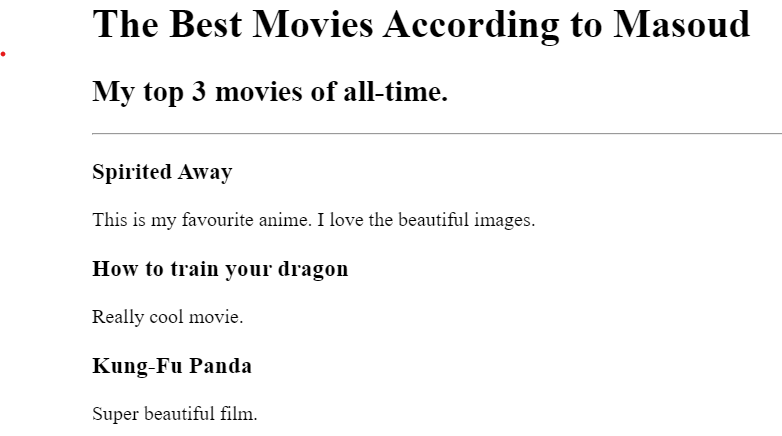 The Best Movies According to Masoud
My top 3 movies of all-time.
Spirited Away
This is my favourite anime. I love the beautiful images.
How to train your dragon
Really cool movie.
Kung-Fu Panda
Super beautiful film.